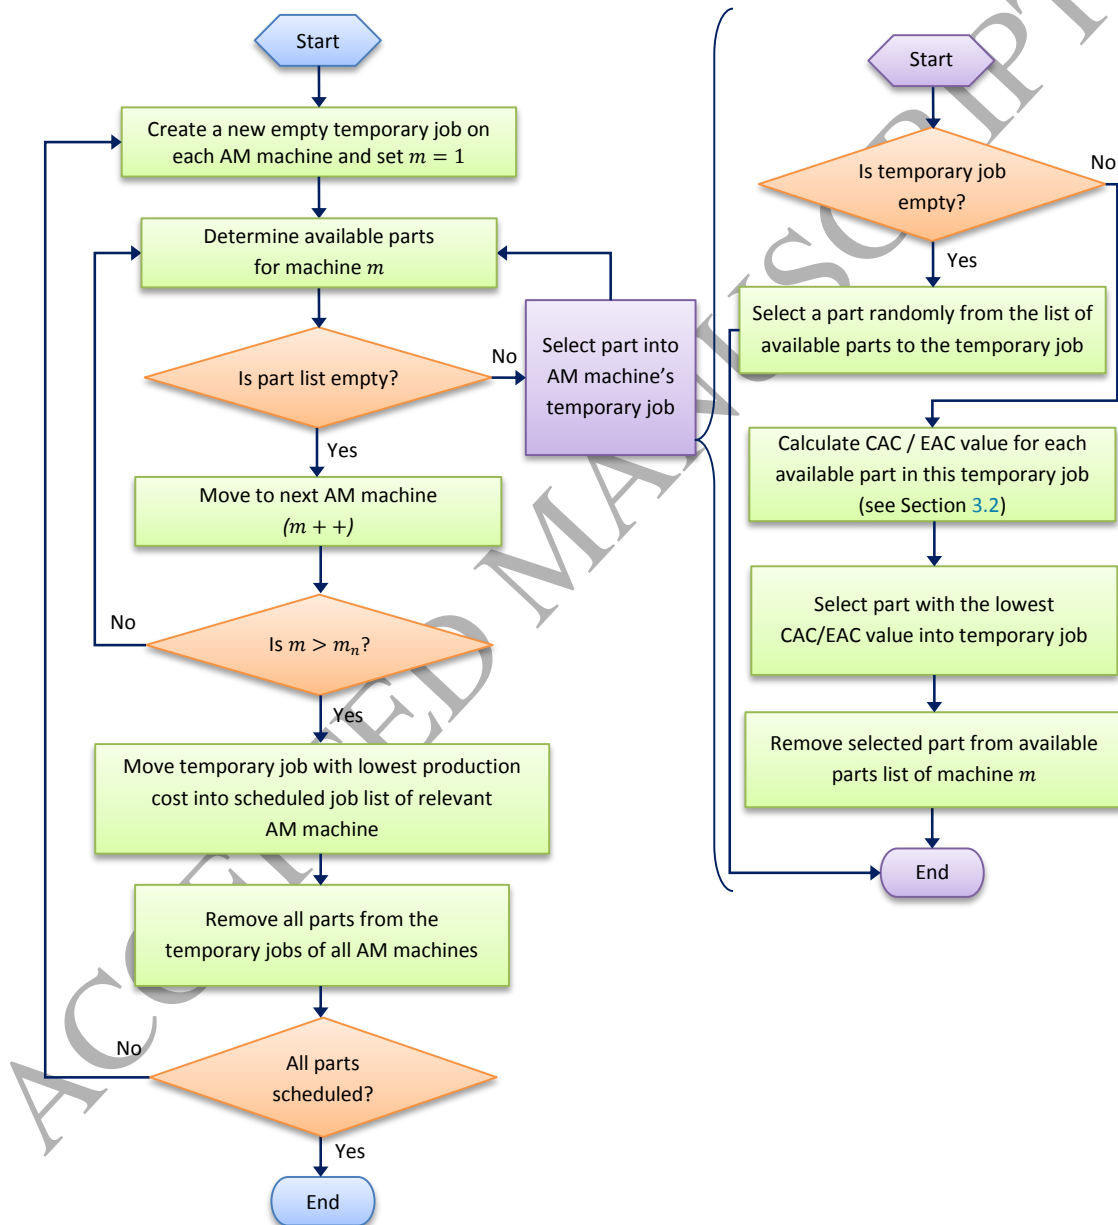 Start
Create a new empty temporary job on
each AM machine and set m = 1
Determine available parts
for machine m
Is part list empty?
No
Select part into
AM machine's
temporary job
Yes
Move to next AM machine
(m + +)
No
Is m > mₙ?
Yes
Move temporary job with lowest production
cost into scheduled job list of relevant
AM machine
Remove all parts from the
temporary jobs of all AM machines
No
All parts
scheduled?
Yes
End
Start
Is temporary job
empty?
No
Yes
Select a part randomly from the list of
available parts to the temporary job
Calculate CAC / EAC value for each
available part in this temporary job
(see Section 3.2)
Select part with the lowest
CAC/EAC value into temporary job
Remove selected part from available
parts list of machine m
End
ACCEPTED MANUSCRIPT